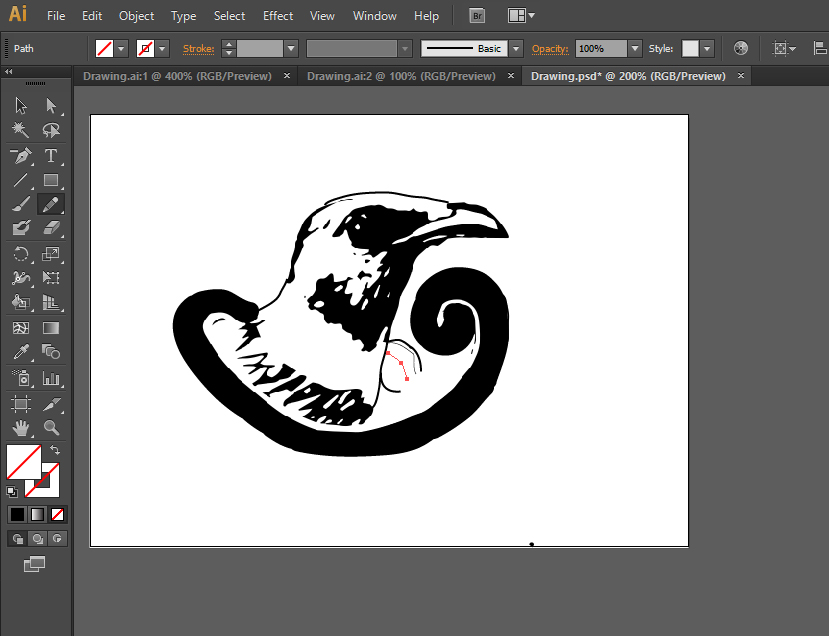 Ai File Edit Object Type Select Effect View Window Help Br
Path Stroke: Basic Opacity: 100% Style:
Drawing.ai:1 @ 400% (RGB/Preview) × Drawing.ai:2 @ 100% (RGB/Preview) × Drawing.psd* @ 200% (RGB/Preview) ×
T